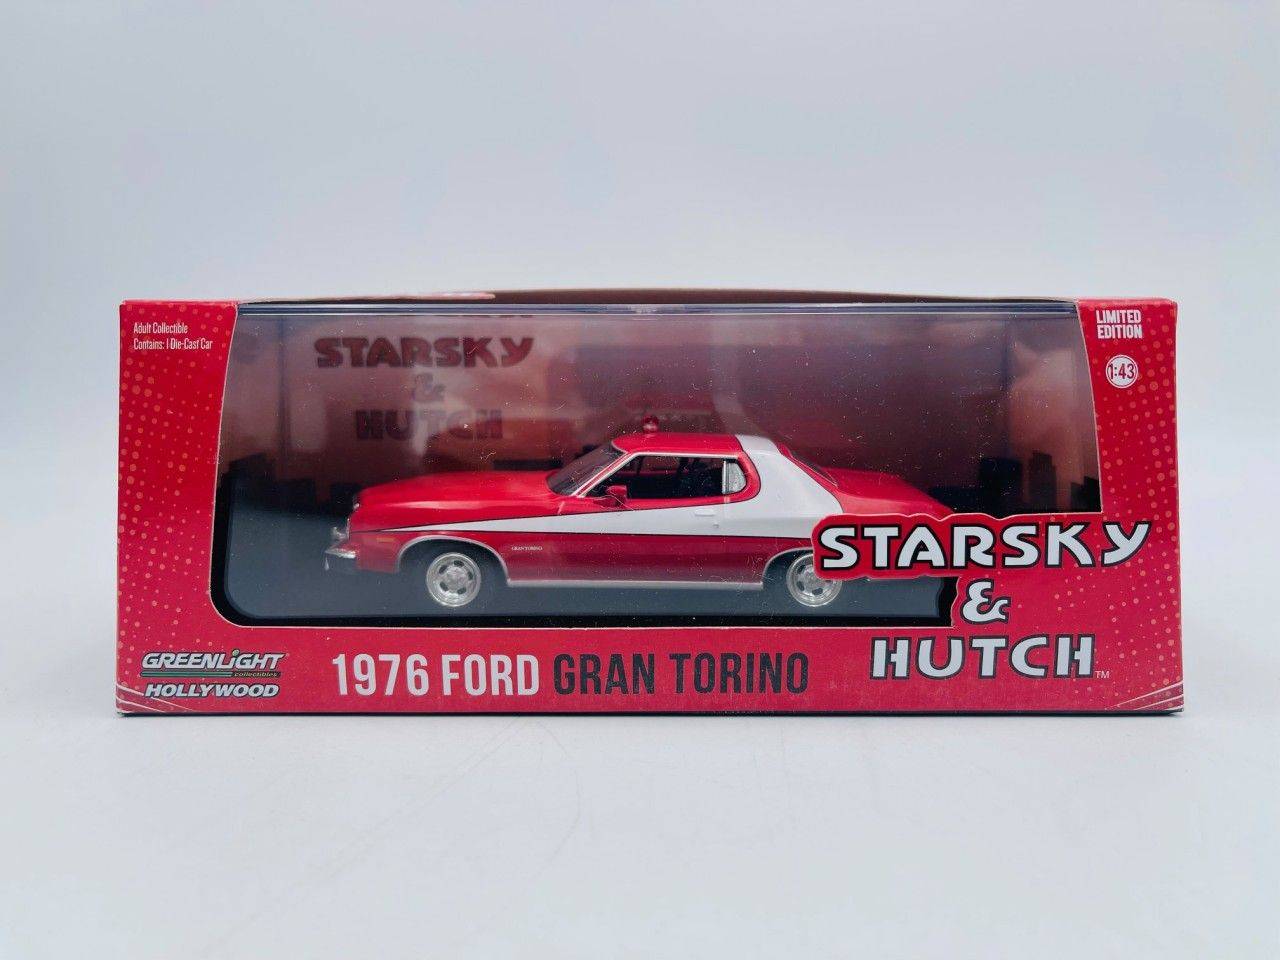 Adult Collectible
Contains: 1 Die-Cast Car
LIMITED
EDITION
1:43
STARSKY
&
HUTCH
GRAN TORINO
STARSKY
&
HUTCH™
GREENLIGHT
collectibles
HOLLYWOOD
1976 FORD GRAN TORINO